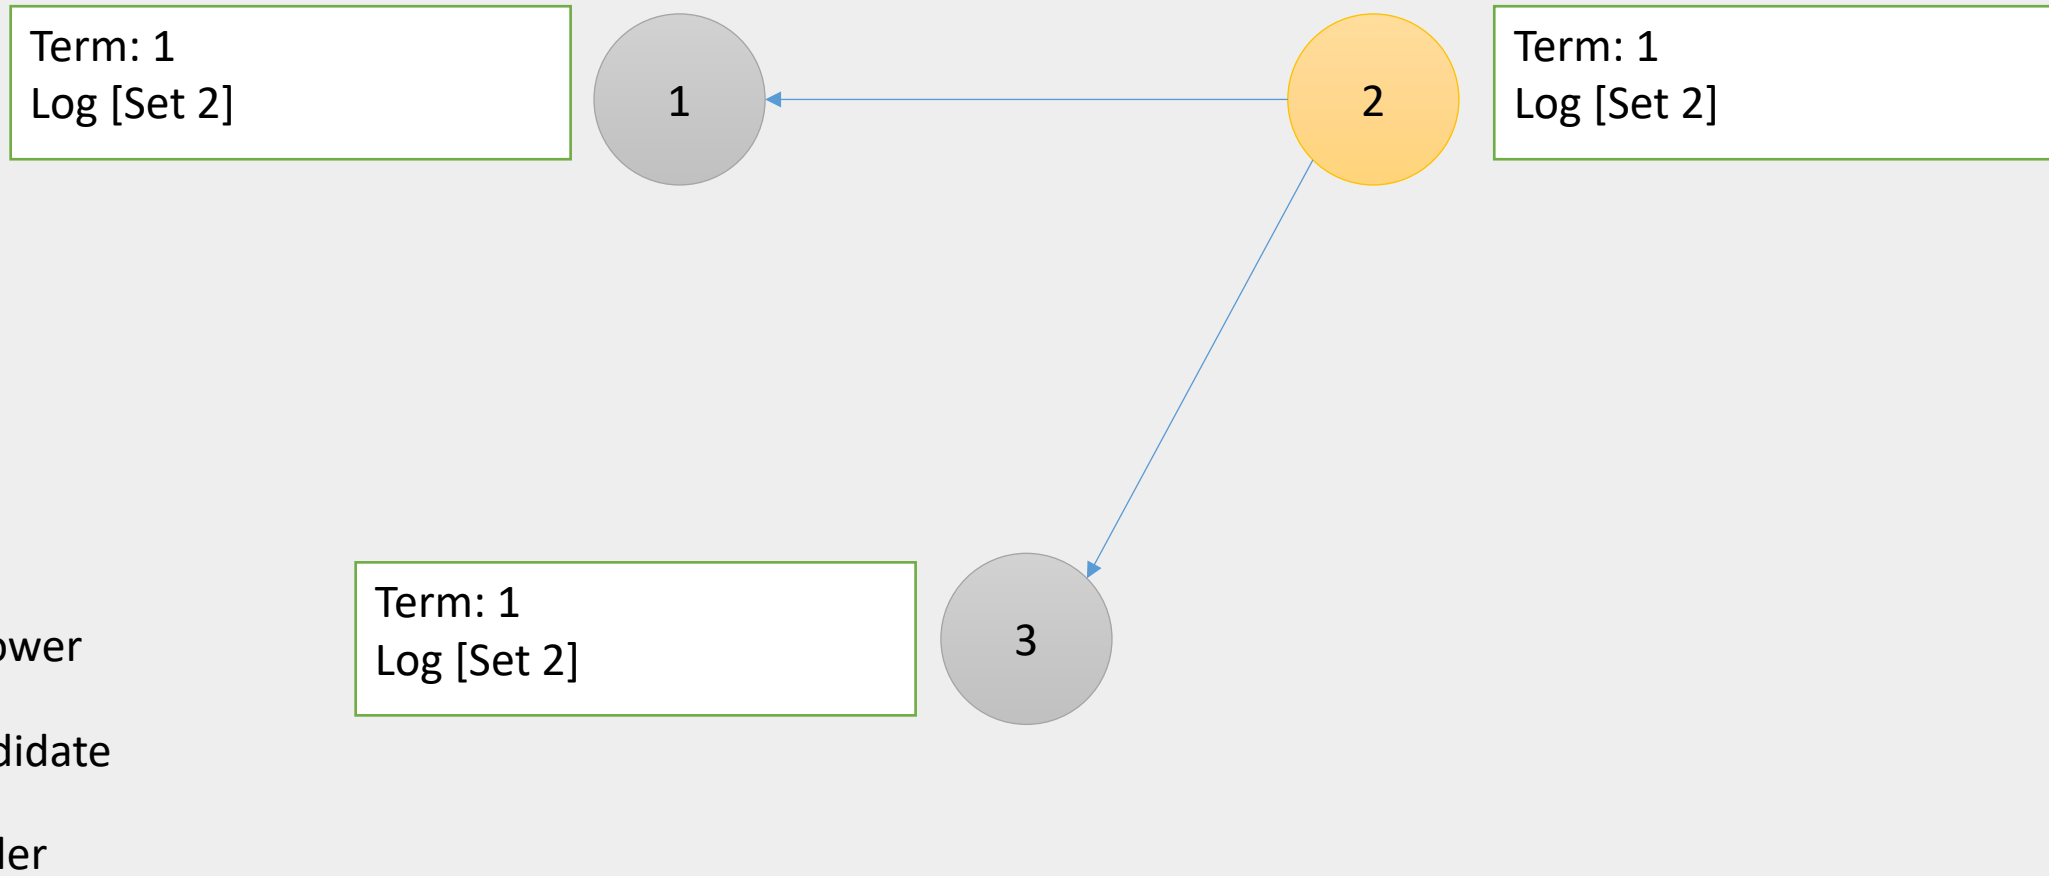 Term: 1
Log [Set 2]
1
2
Term: 1
Log [Set 2]
Term: 1
Log [Set 2]
3
ower
didate
der